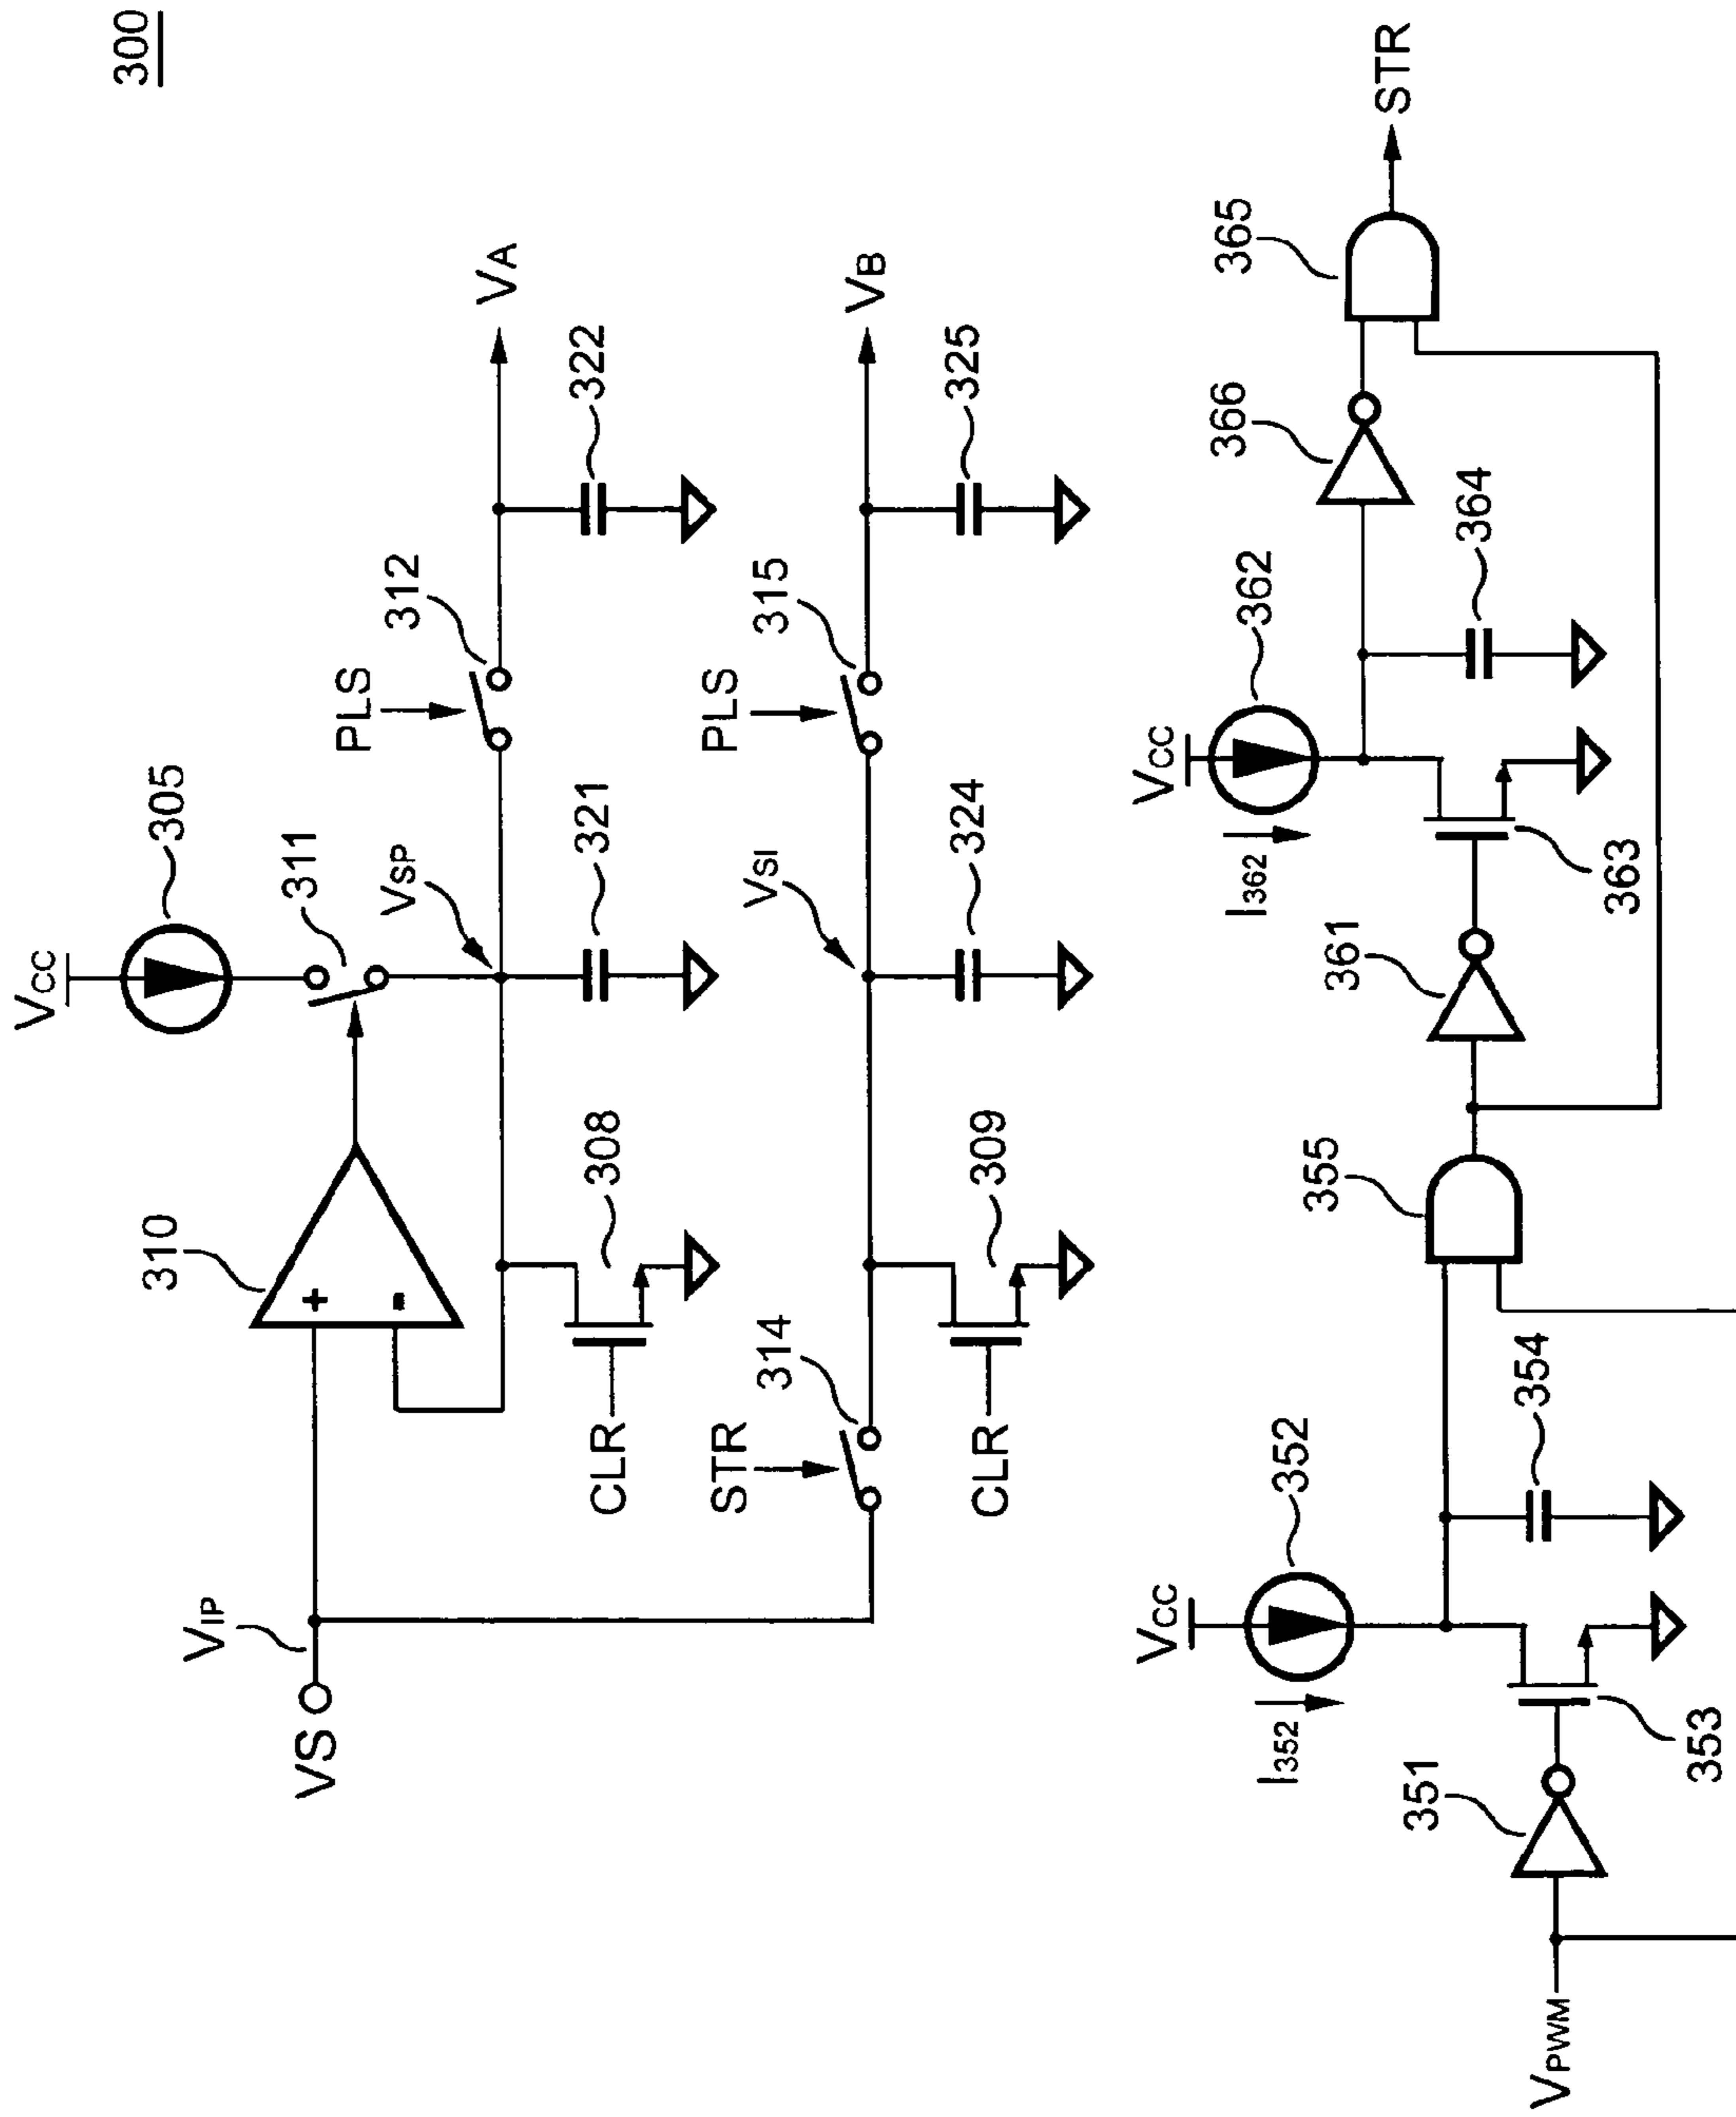 300
VCC
305
311
310
VIP
VS
VSP
PLS
312
VA
321
322
308
CLR
STR
314
VSI
PLS
315
VB
324
325
309
CLR
VCC
352
I352
351
VPWM
353
354
355
VCC
362
I362
361
363
364
366
365
STR